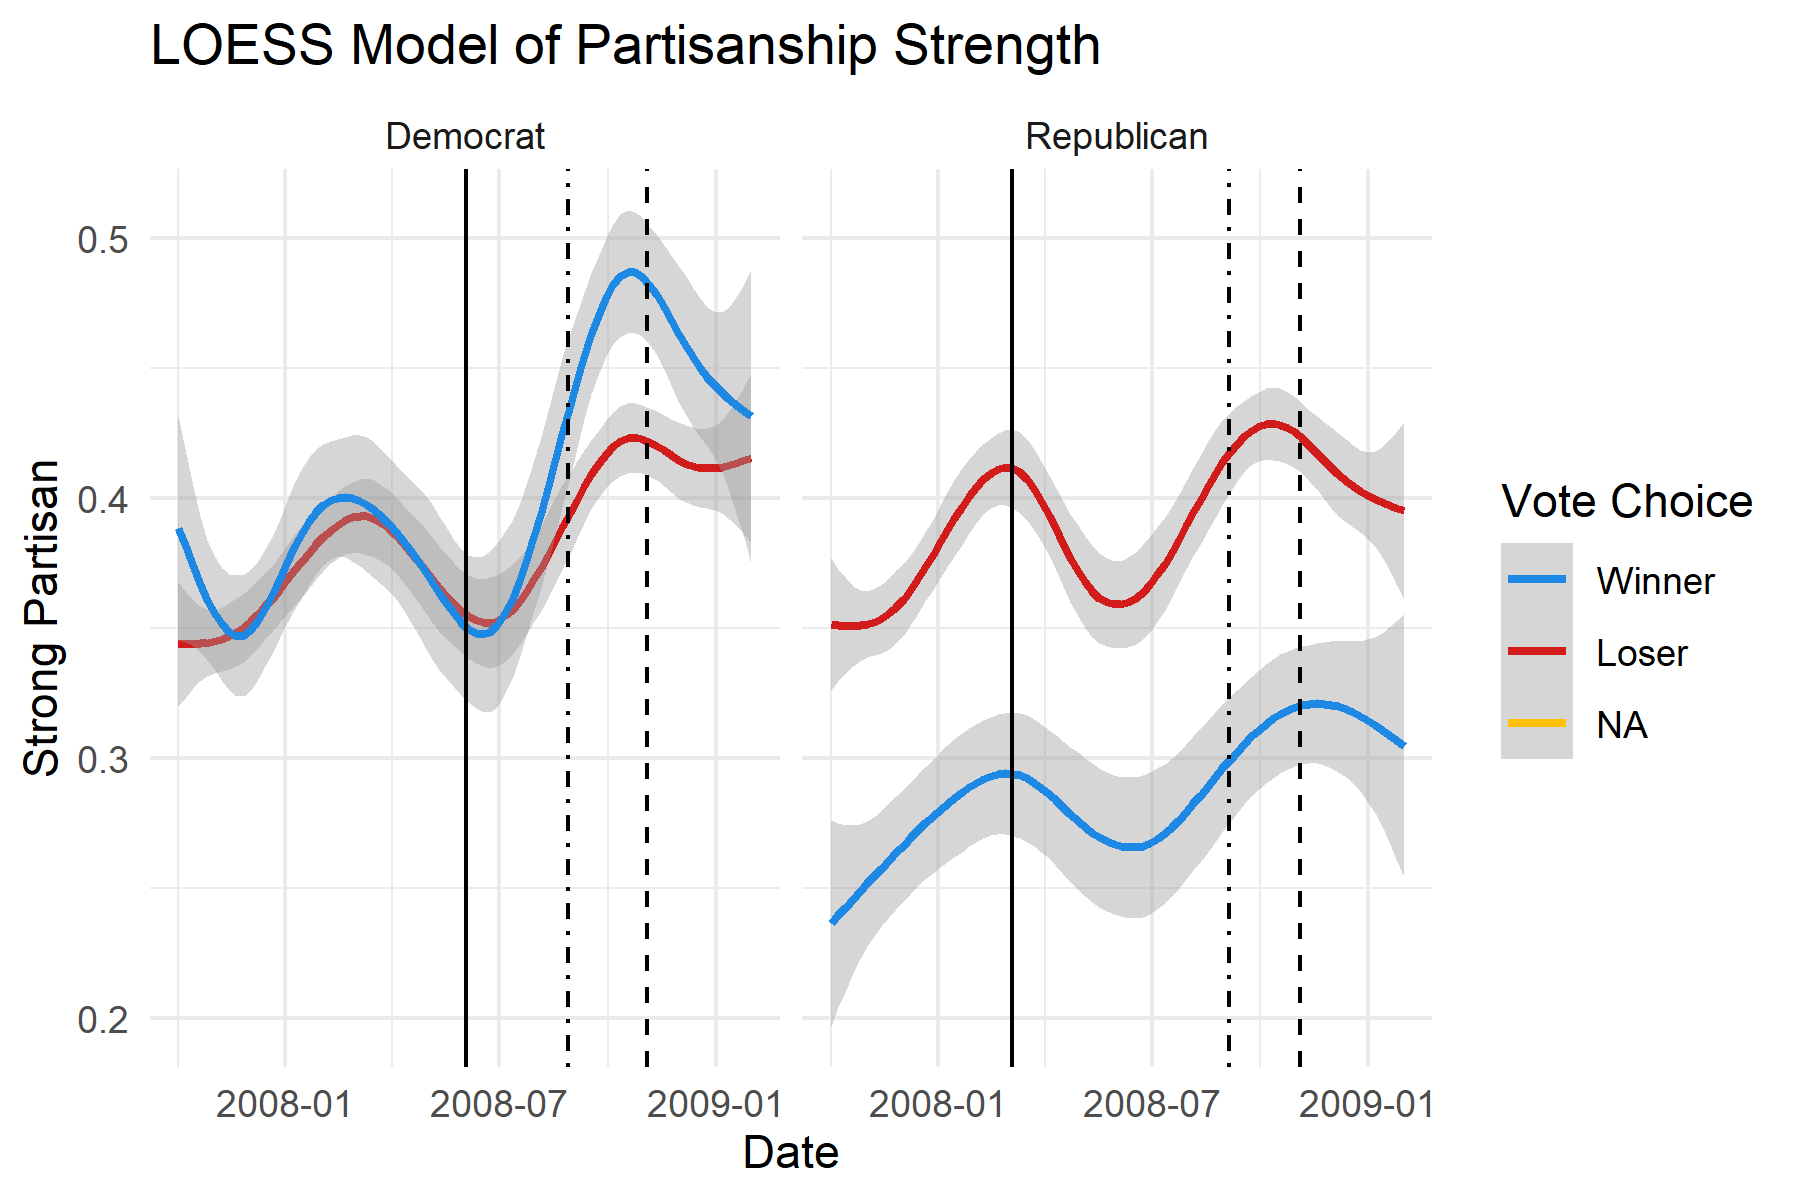 LOESS Model of Partisanship Strength
Democrat
Republican
Strong Partisan
0.5
0.4
0.3
0.2
2008-01
2008-07
2009-01
2008-01
2008-07
2009-01
Date
Vote Choice
Winner
Loser
NA